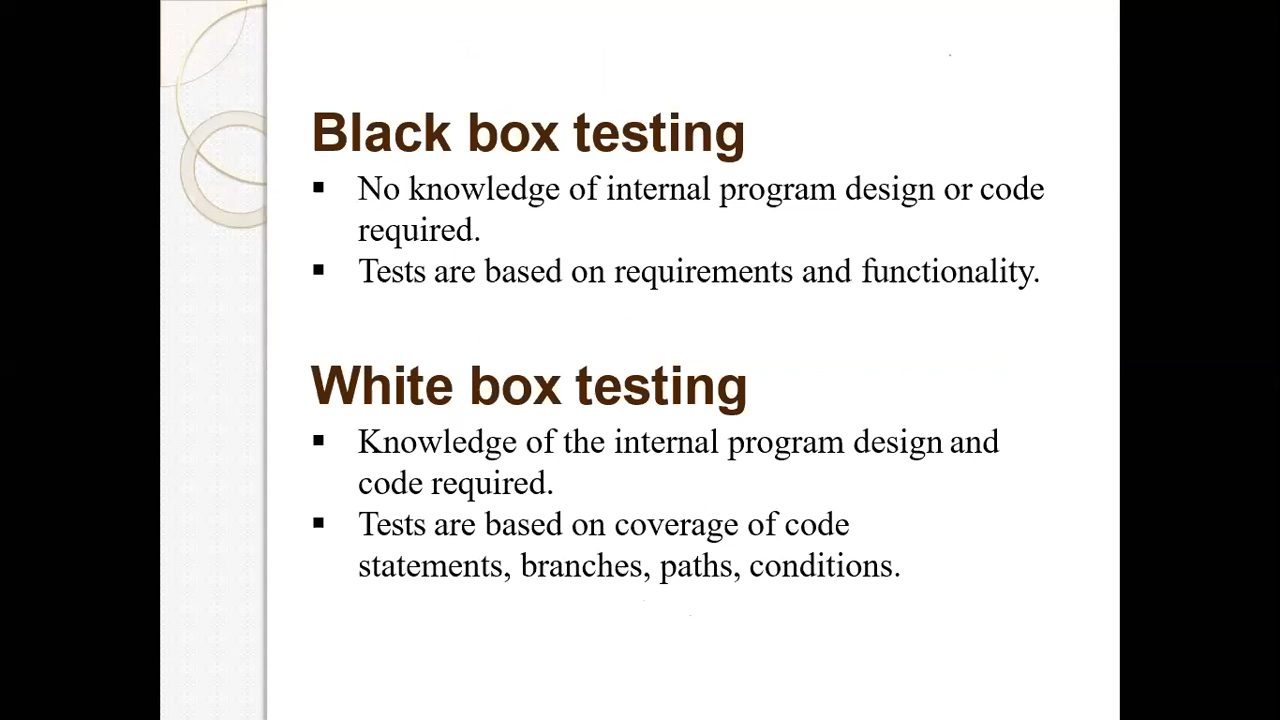 Black box testing
▪ No knowledge of internal program design or code
required.
▪ Tests are based on requirements and functionality.
White box testing
▪ Knowledge of the internal program design and
code required.
▪ Tests are based on coverage of code
statements, branches, paths, conditions.